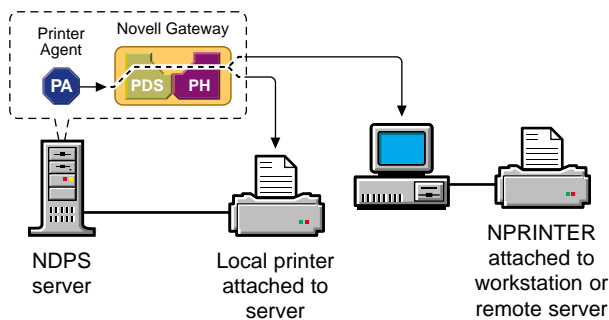 Printer
Agent
Novell Gateway
PA
PDS
PH
NDPS
server
Local printer
attached to
server
NPRINTER
attached to
workstation or
remote server